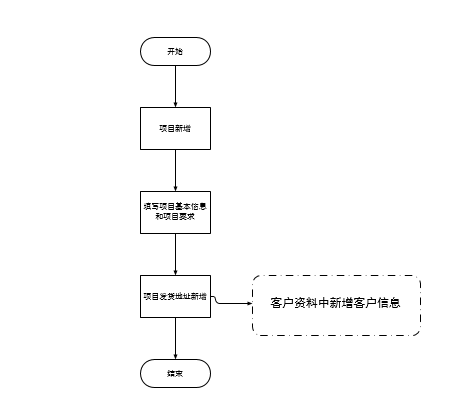 开始
项目新增
填写项目基本信息
和项目要求
项目发货地址新增
客户资料中新增客户信息
结束